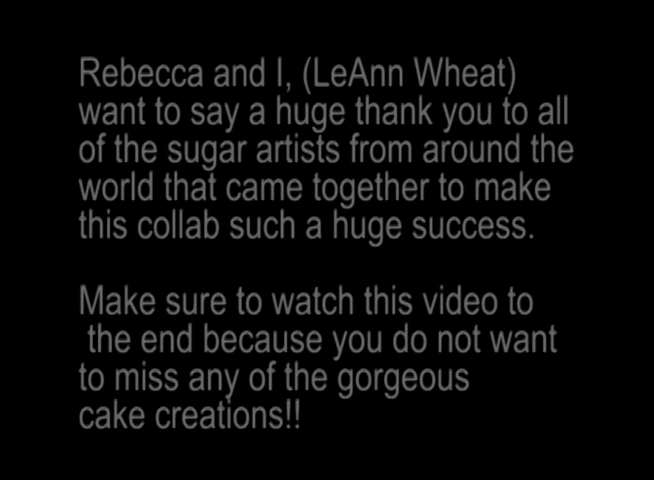 Rebecca and I, (LeAnn Wheat)
want to say a huge thank you to all
of the sugar artists from around the
world that came together to make
this collab such a huge success.
Make sure to watch this video to
the end because you do not want
to miss any of the gorgeous
cake creations!!